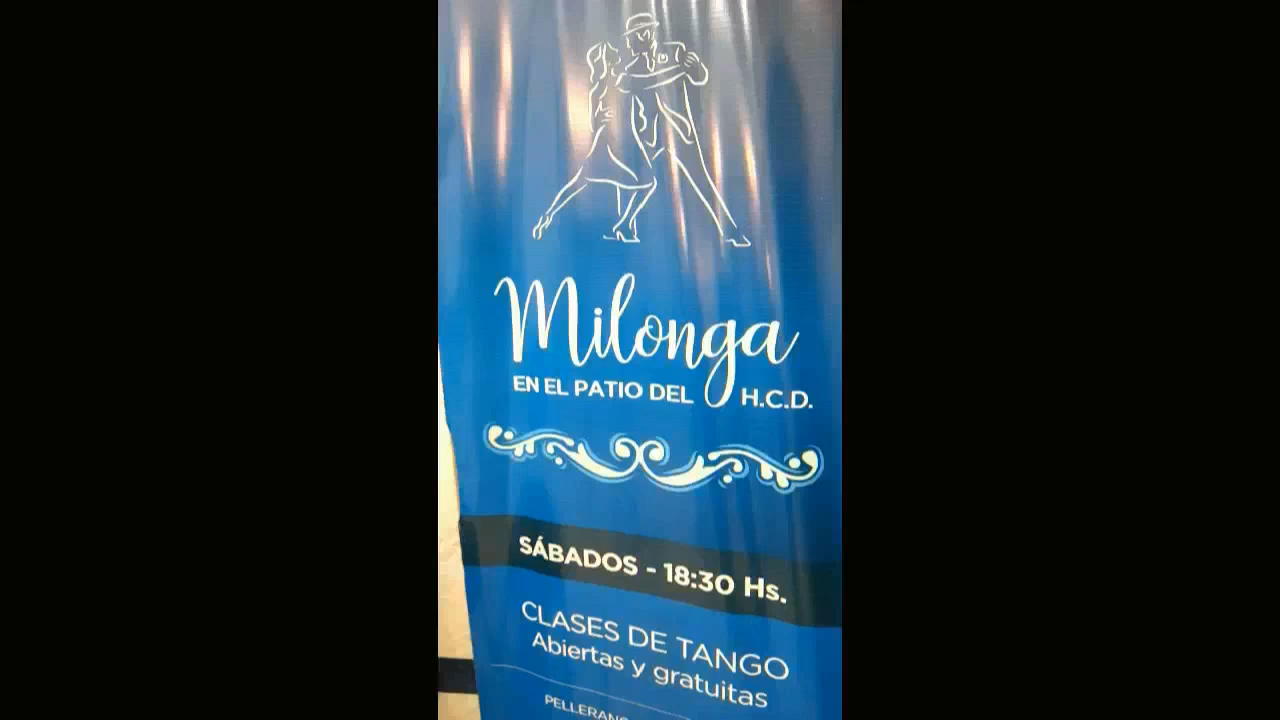 Milonga
EN EL PATIO DEL H.C.D.
SÁBADOS - 18:30 Hs.
CLASES DE TANGO
Abiertas y gratuitas